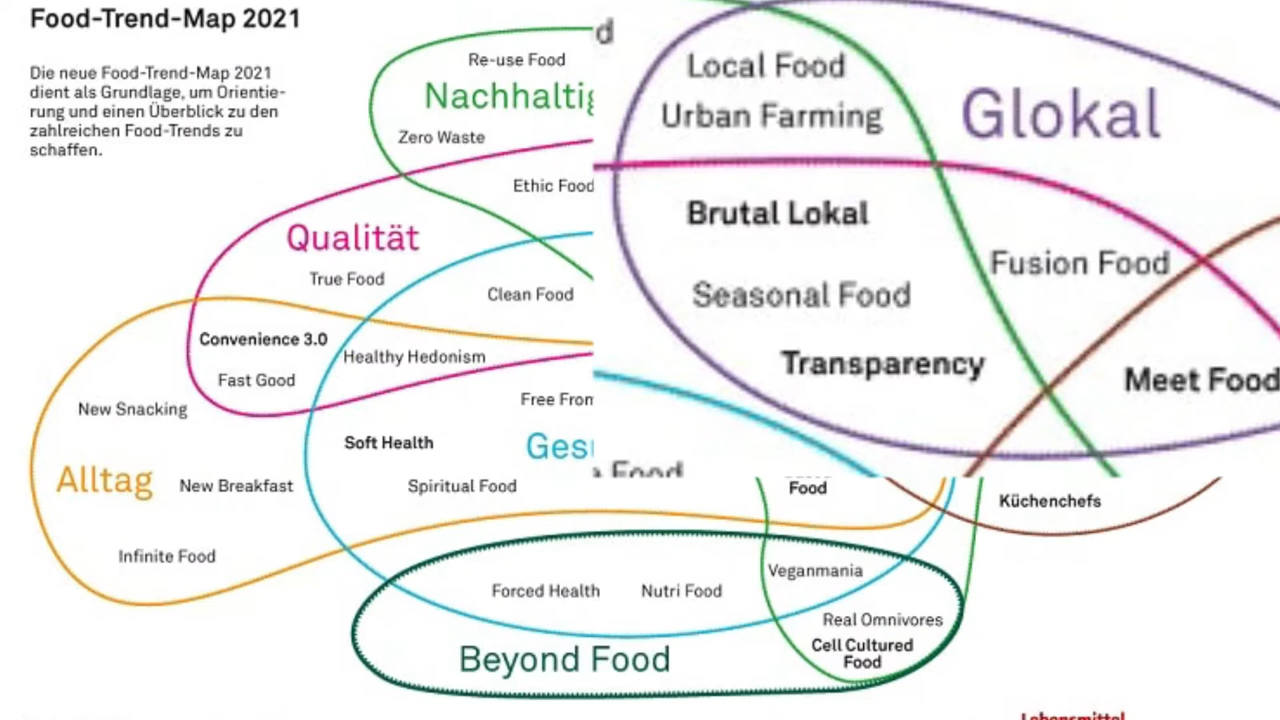 Food-Trend-Map 2021
Die neue Food-Trend-Map 2021
dient als Grundlage, um Orientie-
rung und einen Überblick zu den
zahlreichen Food-Trends zu
schaffen.
Re-use Food
Nachhaltig
Zero Waste
Ethic Food
Qualität
True Food
Clean Food
Convenience 3.0
Healthy Hedonism
Fast Good
New Snacking
Free From
Soft Health
Ges
Alltag
New Breakfast
Spiritual Food
Infinite Food
d
Local Food
Urban Farming
Glokal
Brutal Lokal
Fusion Food
Seasonal Food
Transparency
Meet Food
Food
Food
Küchenchefs
Veganmania
Forced Health
Nutri Food
Real Omnivores
Cell Cultured
Food
Beyond Food
Lebensmittel